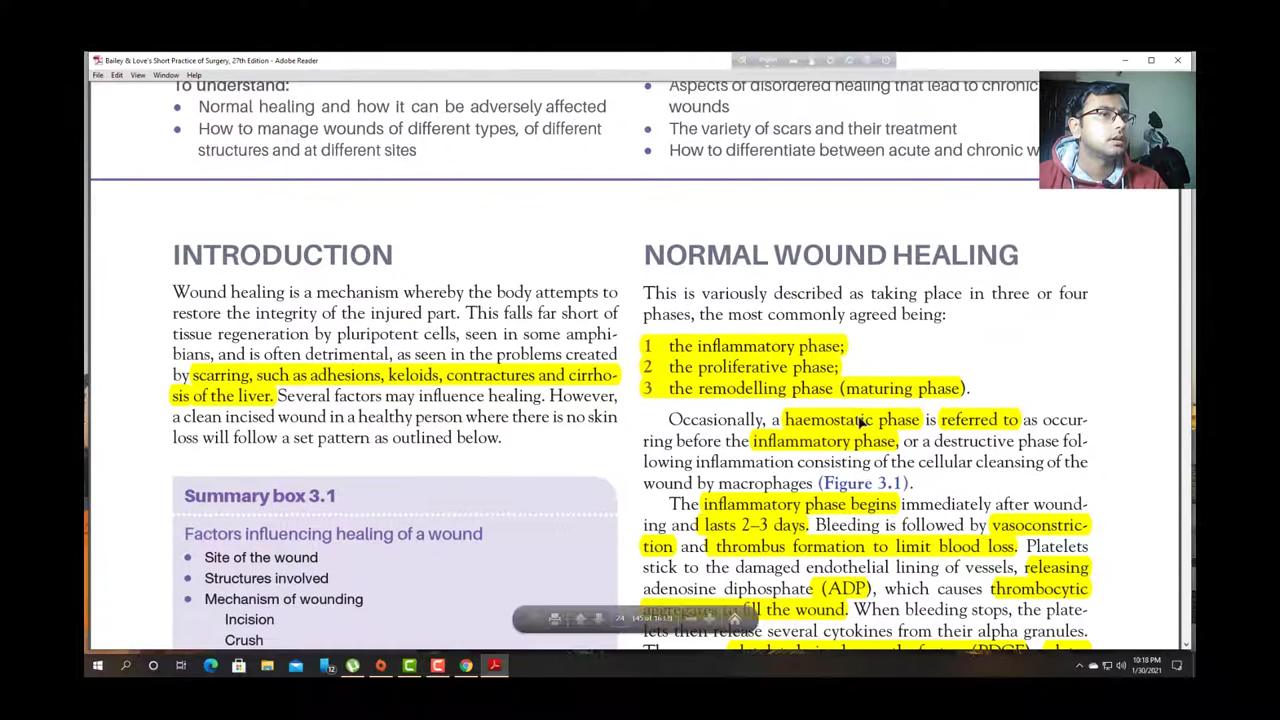 Bailey & Love's Short Practice of Surgery, 27th Edition - Adobe Reader
File Edit View Window Help
English
To understand:
• Normal healing and how it can be adversely affected
• How to manage wounds of different types, of different
structures and at different sites
• Aspects of disordered healing that lead to chronic
wounds
• The variety of scars and their treatment
• How to differentiate between acute and chronic w
INTRODUCTION
Wound healing is a mechanism whereby the body attempts to
restore the integrity of the injured part. This falls far short of
tissue regeneration by pluripotent cells, seen in some amphi-
bians, and is often detrimental, as seen in the problems created
by scarring, such as adhesions, keloids, contractures and cirrho-
sis of the liver. Several factors may influence healing. However,
a clean incised wound in a healthy person where there is no skin
loss will follow a set pattern as outlined below.
Summary box 3.1
Factors influencing healing of a wound
• Site of the wound
• Structures involved
• Mechanism of wounding
Incision
Crush
NORMAL WOUND HEALING
This is variously described as taking place in three or four
phases, the most commonly agreed being:
1 the inflammatory phase;
2 the proliferative phase;
3 the remodelling phase (maturing phase).
Occasionally, a haemostatic phase is referred to as occur-
ring before the inflammatory phase, or a destructive phase fol-
lowing inflammation consisting of the cellular cleansing of the
wound by macrophages (Figure 3.1).
The inflammatory phase begins immediately after wound-
ing and lasts 2–3 days. Bleeding is followed by vasoconstric-
tion and thrombus formation to limit blood loss. Platelets
stick to the damaged endothelial lining of vessels, releasing
adenosine diphosphate (ADP), which causes thrombocytic
aggregates to fill the wound. When bleeding stops, the plate-
lets then release several cytokines from their alpha granules.
10:18 PM
1/30/2021